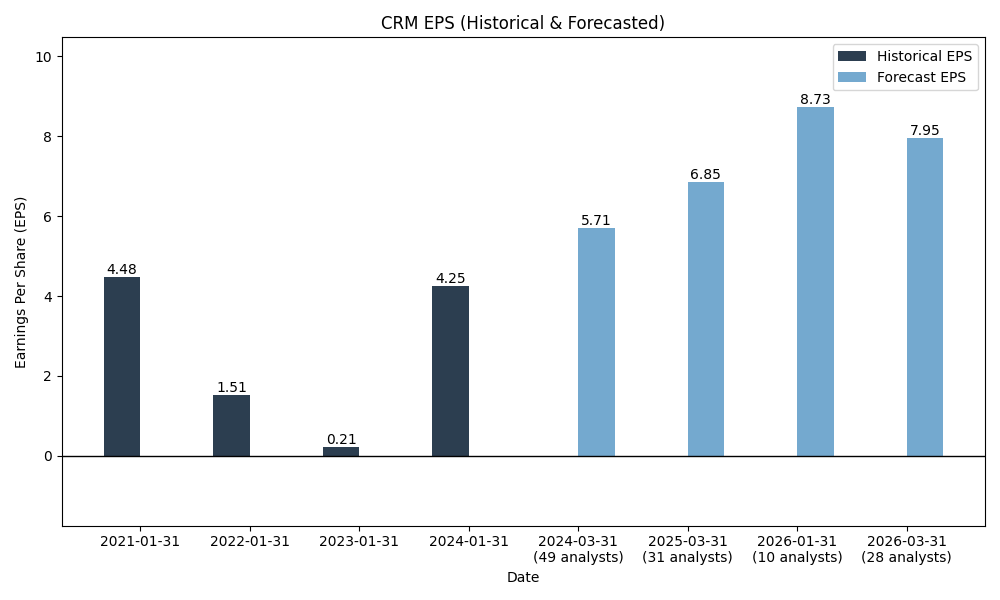 CRM EPS (Historical & Forecasted)
Historical EPS
Forecast EPS
Earnings Per Share (EPS)
10
8
6
4
2
0
4.48
1.51
0.21
4.25
5.71
6.85
8.73
7.95
2021-01-31
2022-01-31
2023-01-31
2024-01-31
2024-03-31
(49 analysts)
2025-03-31
(31 analysts)
2026-01-31
(10 analysts)
2026-03-31
(28 analysts)
Date